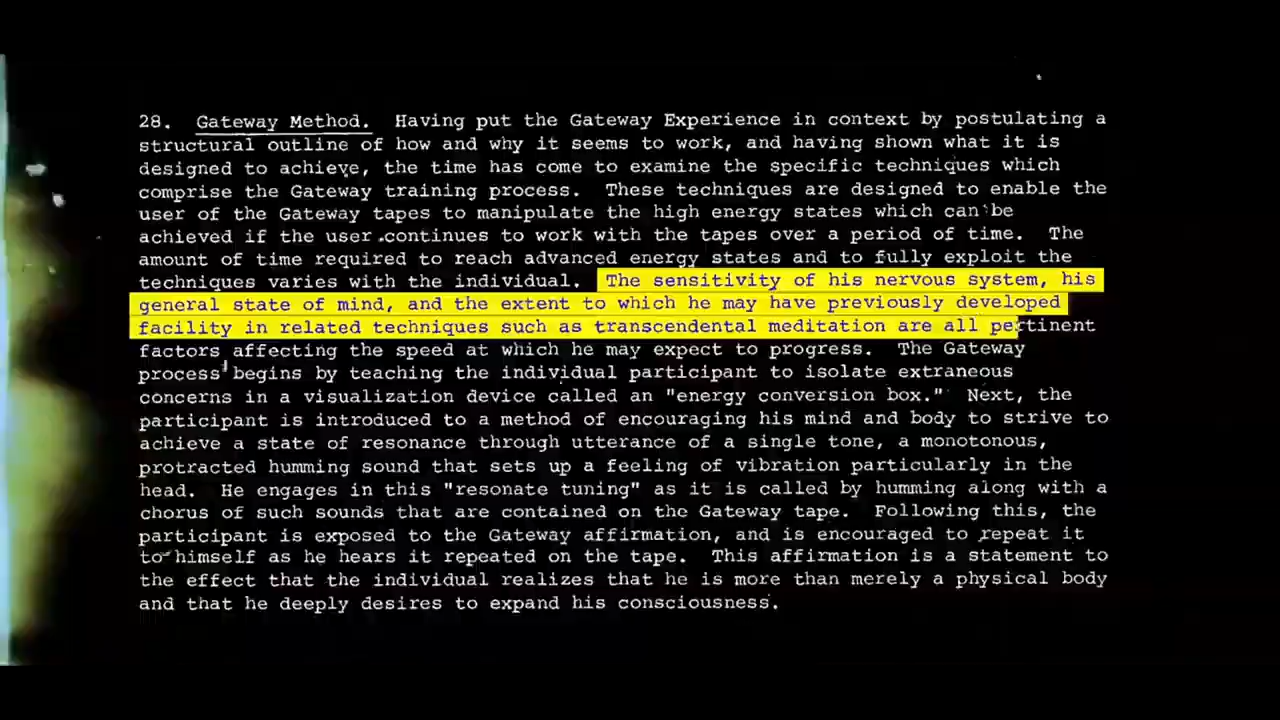 28. Gateway Method. Having put the Gateway Experience in context by postulating a
structural outline of how and why it seems to work, and having shown what it is
designed to achieve, the time has come to examine the specific techniques which
comprise the Gateway training process. These techniques are designed to enable the
user of the Gateway tapes to manipulate the high energy states which can be
achieved if the user continues to work with the tapes over a period of time. The
amount of time required to reach advanced energy states and to fully exploit the
techniques varies with the individual. The sensitivity of his nervous system, his
general state of mind, and the extent to which he may have previously developed
facility in related techniques such as transcendental meditation are all pertinent
factors affecting the speed at which he may expect to progress. The Gateway
process begins by teaching the individual participant to isolate extraneous
concerns in a visualization device called an "energy conversion box." Next, the
participant is introduced to a method of encouraging his mind and body to strive to
achieve a state of resonance through utterance of a single tone, a monotonous,
protracted humming sound that sets up a feeling of vibration particularly in the
head. He engages in this "resonate tuning" as it is called by humming along with a
chorus of such sounds that are contained on the Gateway tape. Following this, the
participant is exposed to the Gateway affirmation, and is encouraged to repeat it
to himself as he hears it repeated on the tape. This affirmation is a statement to
the effect that the individual realizes that he is more than merely a physical body
and that he deeply desires to expand his consciousness.